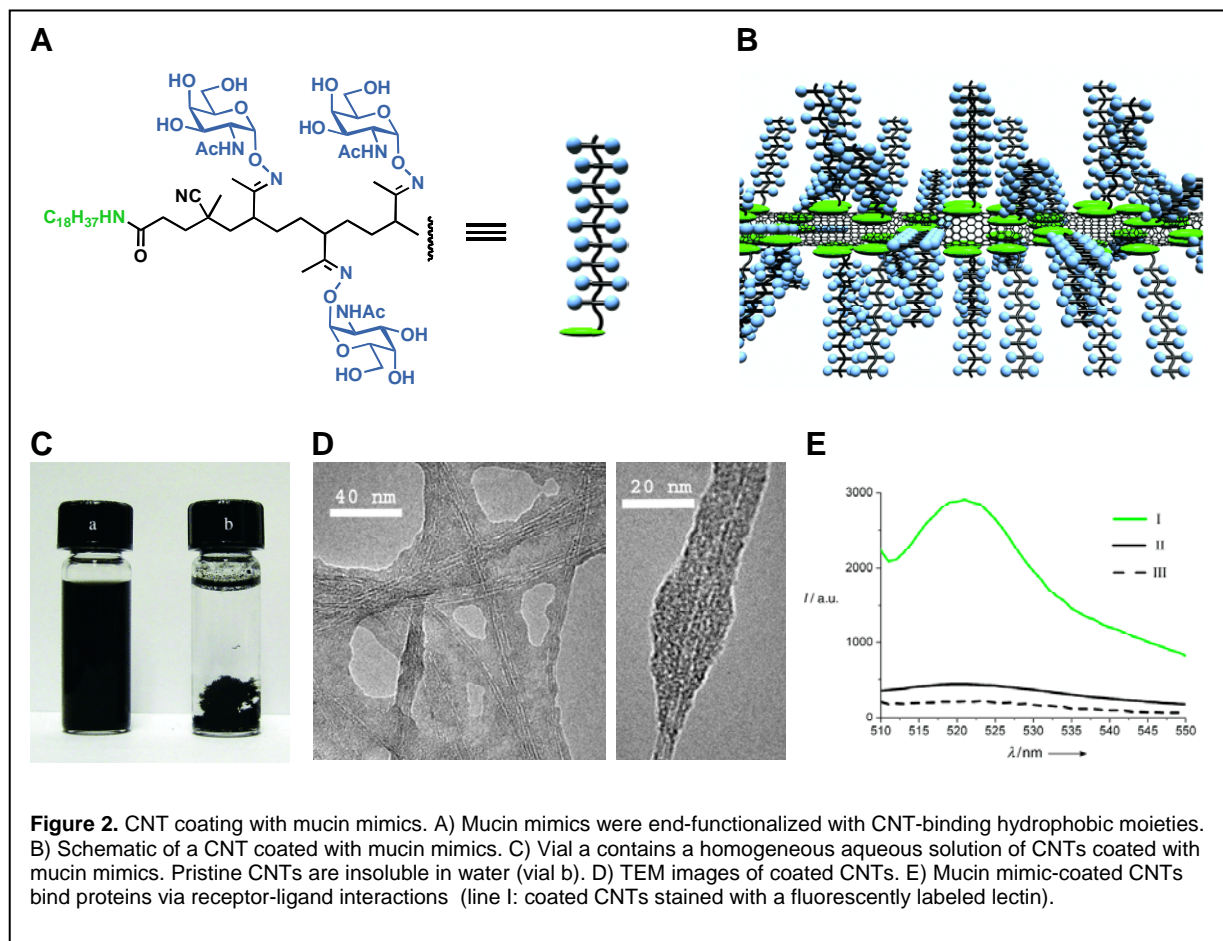 A
HO OH
O
HO
AcHN
O
N
HO OH
O
HO
AcHN
O
N
NC
C18H37HN
O
N
O
NHAc
OH
O
HO OH
B
C
a
b
D
40 nm
20 nm
E
3000
2000
1000
0
I / a.u.
I
II
III
510 515 520 525 530 535 540 545 550
λ/nm
Figure 2. CNT coating with mucin mimics. A) Mucin mimics were end-functionalized with CNT-binding hydrophobic moieties.
B) Schematic of a CNT coated with mucin mimics. C) Vial a contains a homogeneous aqueous solution of CNTs coated with
mucin mimics. Pristine CNTs are insoluble in water (vial b). D) TEM images of coated CNTs. E) Mucin mimic-coated CNTs
bind proteins via receptor-ligand interactions (line I: coated CNTs stained with a fluorescently labeled lectin).